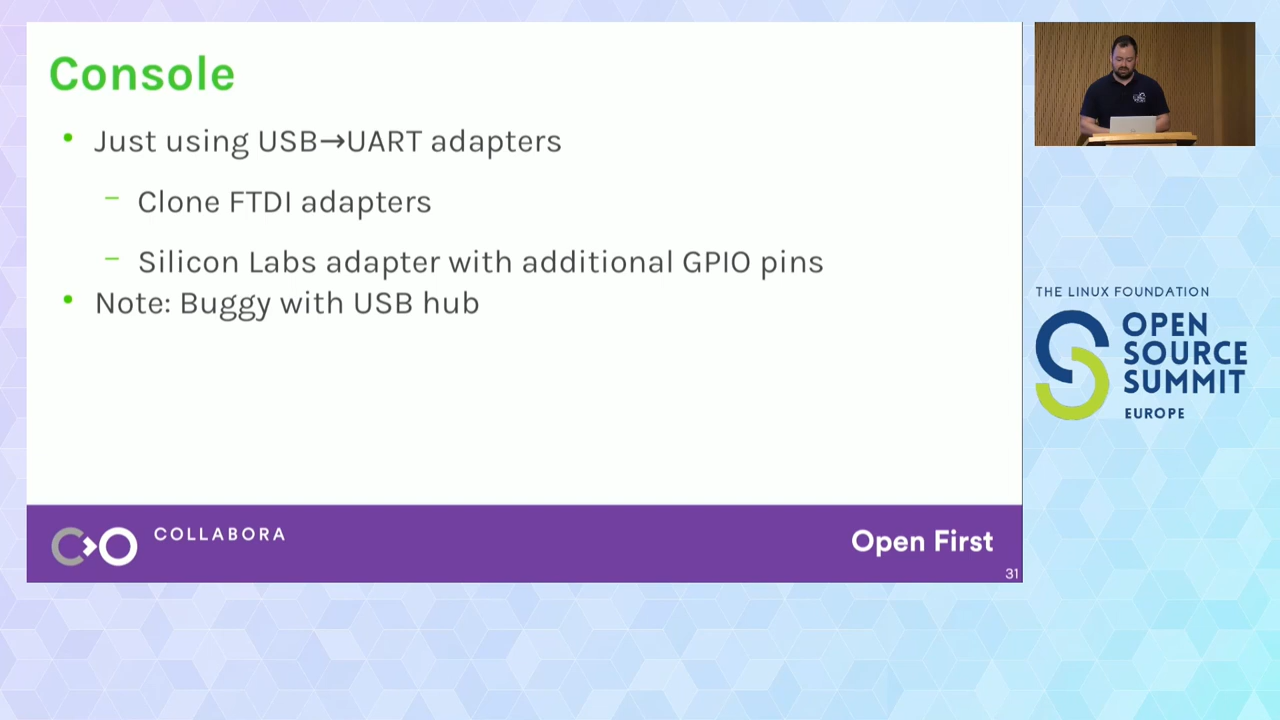 Console
• Just using USB→UART adapters
– Clone FTDI adapters
– Silicon Labs adapter with additional GPIO pins
• Note: Buggy with USB hub
COLLABORA
Open First
31
THE LINUX FOUNDATION
OPEN
SOURCE
SUMMIT
EUROPE